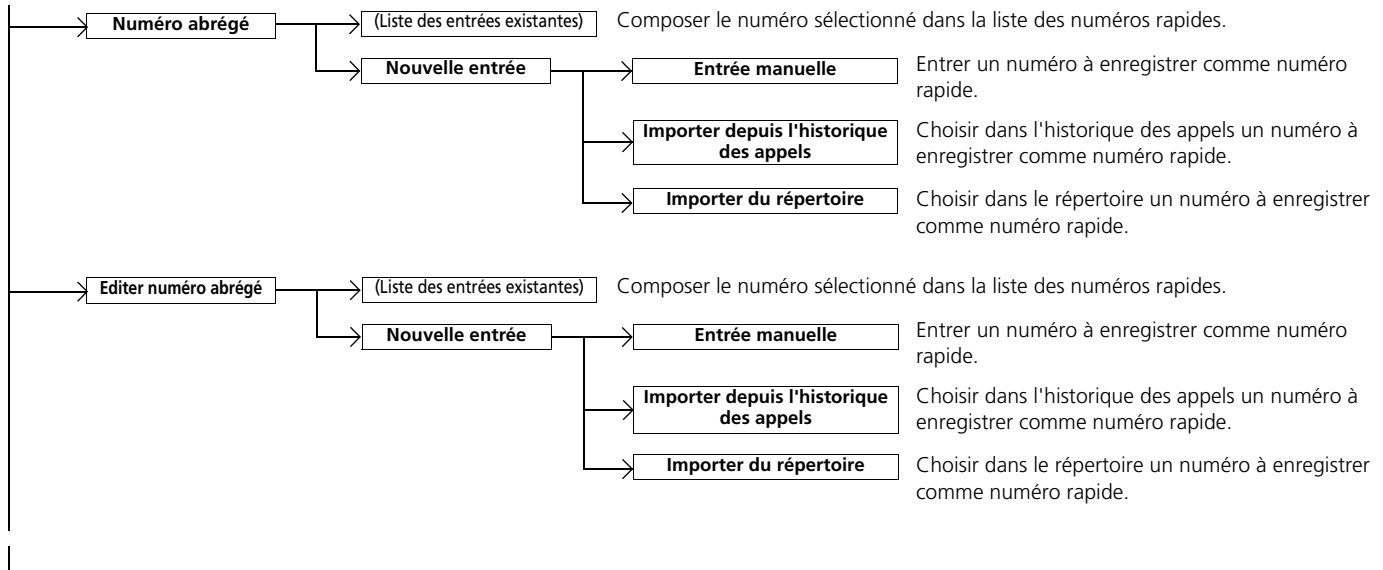 Numéro abrégé
(Liste des entrées existantes)
Composer le numéro sélectionné dans la liste des numéros rapides.
Nouvelle entrée
Entrée manuelle
Entrer un numéro à enregistrer comme numéro
rapide.
Importer depuis l'historique
des appels
Choisir dans l'historique des appels un numéro à
enregistrer comme numéro rapide.
Importer du répertoire
Choisir dans le répertoire un numéro à enregistrer
comme numéro rapide.
Editer numéro abrégé
(Liste des entrées existantes)
Composer le numéro sélectionné dans la liste des numéros rapides.
Nouvelle entrée
Entrée manuelle
Entrer un numéro à enregistrer comme numéro
rapide.
Importer depuis l'historique
des appels
Choisir dans l'historique des appels un numéro à
enregistrer comme numéro rapide.
Importer du répertoire
Choisir dans le répertoire un numéro à enregistrer
comme numéro rapide.